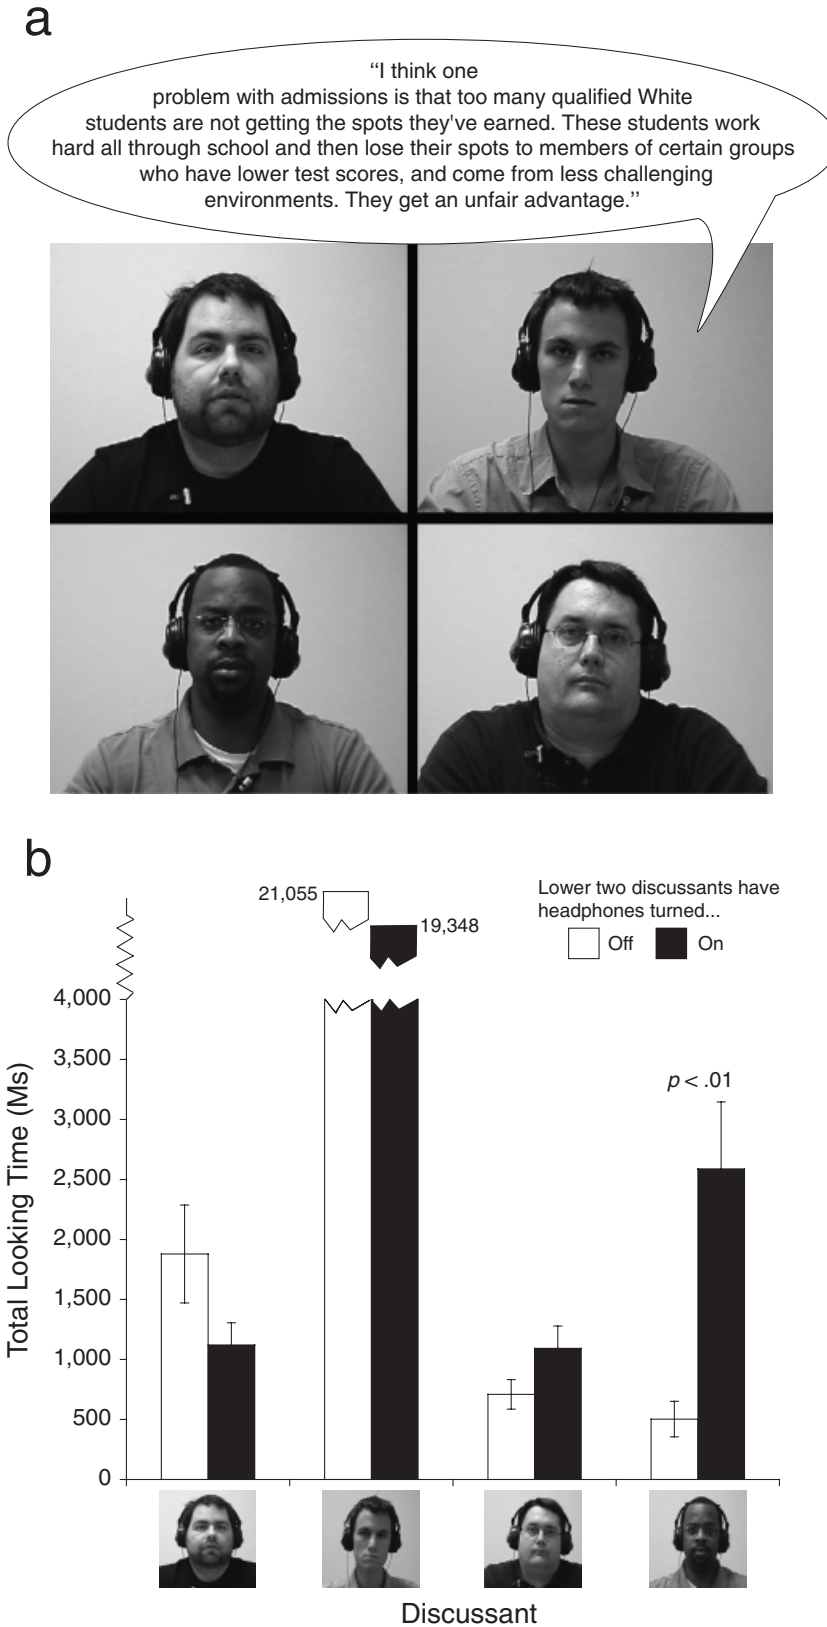 a
“I think one
problem with admissions is that too many qualified White
students are not getting the spots they've earned. These students work
hard all through school and then lose their spots to members of certain groups
who have lower test scores, and come from less challenging
environments. They get an unfair advantage.”
b
21,055
19,348
Lower two discussants have
headphones turned...
Off On
4,000
3,500
3,000
2,500
2,000
1,500
1,000
500
0
p < .01
Total Looking Time (Ms)
Discussant